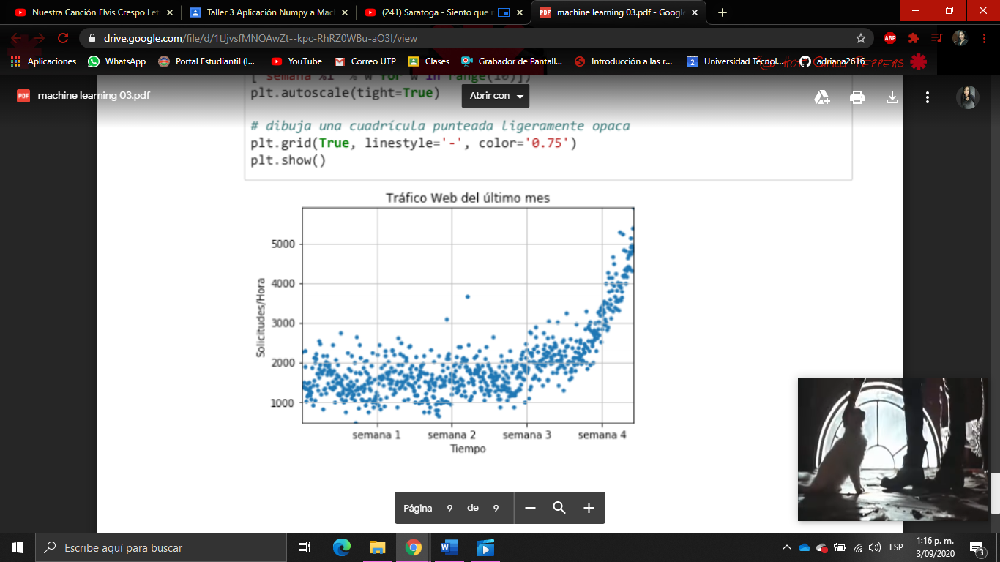 Nuestra Canción Elvis Crespo Let
Taller 3 Aplicación Numpy a Mac
(241) Saratoga - Siento que
machine learning 03.pdf - Google
drive.google.com/file/d/1tJjvsfMNQAwZt--kpc-RhRZ0WBu-aO3I/view
ABP
Aplicaciones
WhatsApp
Portal Estudiantil (I...
YouTube
Correo UTP
Clases
Grabador de Pantall...
Introducción a las r...
Universidad Tecnol...
adriana2616
PDF machine learning 03.pdf
Abrir con
['semana %i' % w for w in range(10)])
plt.autoscale(tight=True)
# dibuja una cuadrícula punteada ligeramente opaca
plt.grid(True, linestyle='-', color='0.75')
plt.show()
Tráfico Web del último mes
Solicitudes/Hora
5000
4000
3000
2000
1000
semana 1 semana 2 semana 3 semana 4
Tiempo
Página 9 de 9
Escribe aquí para buscar
ESP
1:16 p. m.
3/09/2020
3